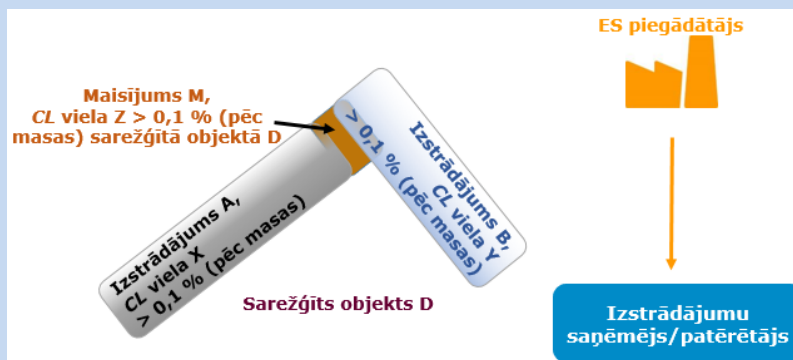 ES piegādātājs
Maisījums M,
CL viela Z > 0,1 % (pēc
masas) sarežģītā objektā D
Izstrādājums A,
CL viela X
> 0,1 % (pēc masas)
Izstrādājums B,
CL viela Y
> 0,1 % (pēc masas)
Sarežģīts objekts D
Izstrādājumu
saņēmējs/patērētājs